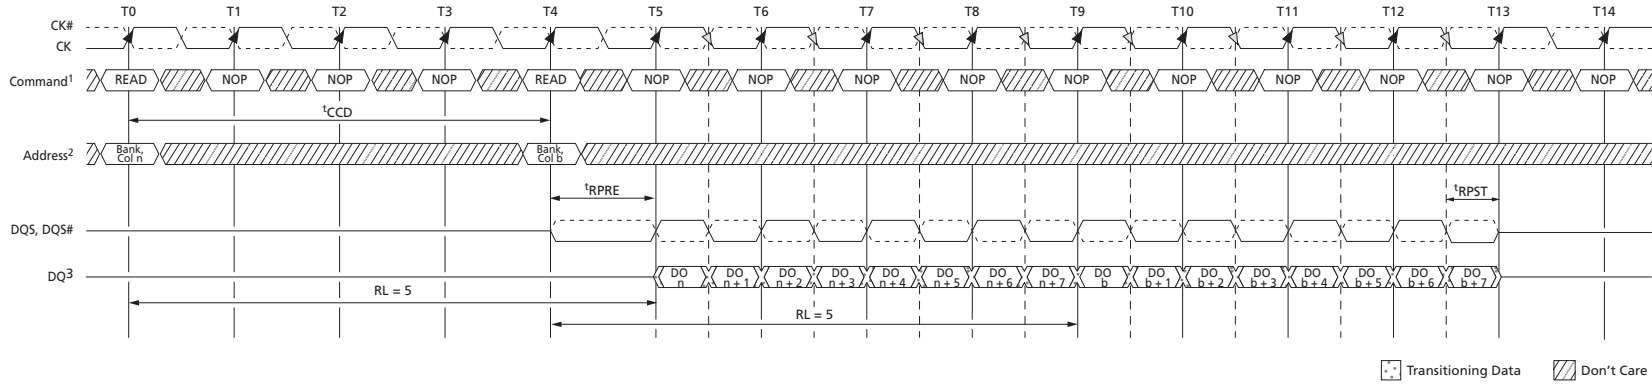 T0 T1 T2 T3 T4 T5 T6 T7 T8 T9 T10 T11 T12 T13 T14
CK#
CK
Command1 READ NOP NOP NOP READ NOP NOP NOP NOP NOP NOP NOP NOP NOP NOP
tCCD
Address2 Bank, Col n Bank, Col b
tRPRE tRPST
DQS, DQS#
DQ3 DO n DO n + 1 DO n + 2 DO n + 3 DO n + 4 DO n + 5 DO n + 6 DO n + 7 DO b DO b + 1 DO b + 2 DO b + 3 DO b + 4 DO b + 5 DO b + 6 DO b + 7
RL = 5
RL = 5
Transitioning Data Don't Care